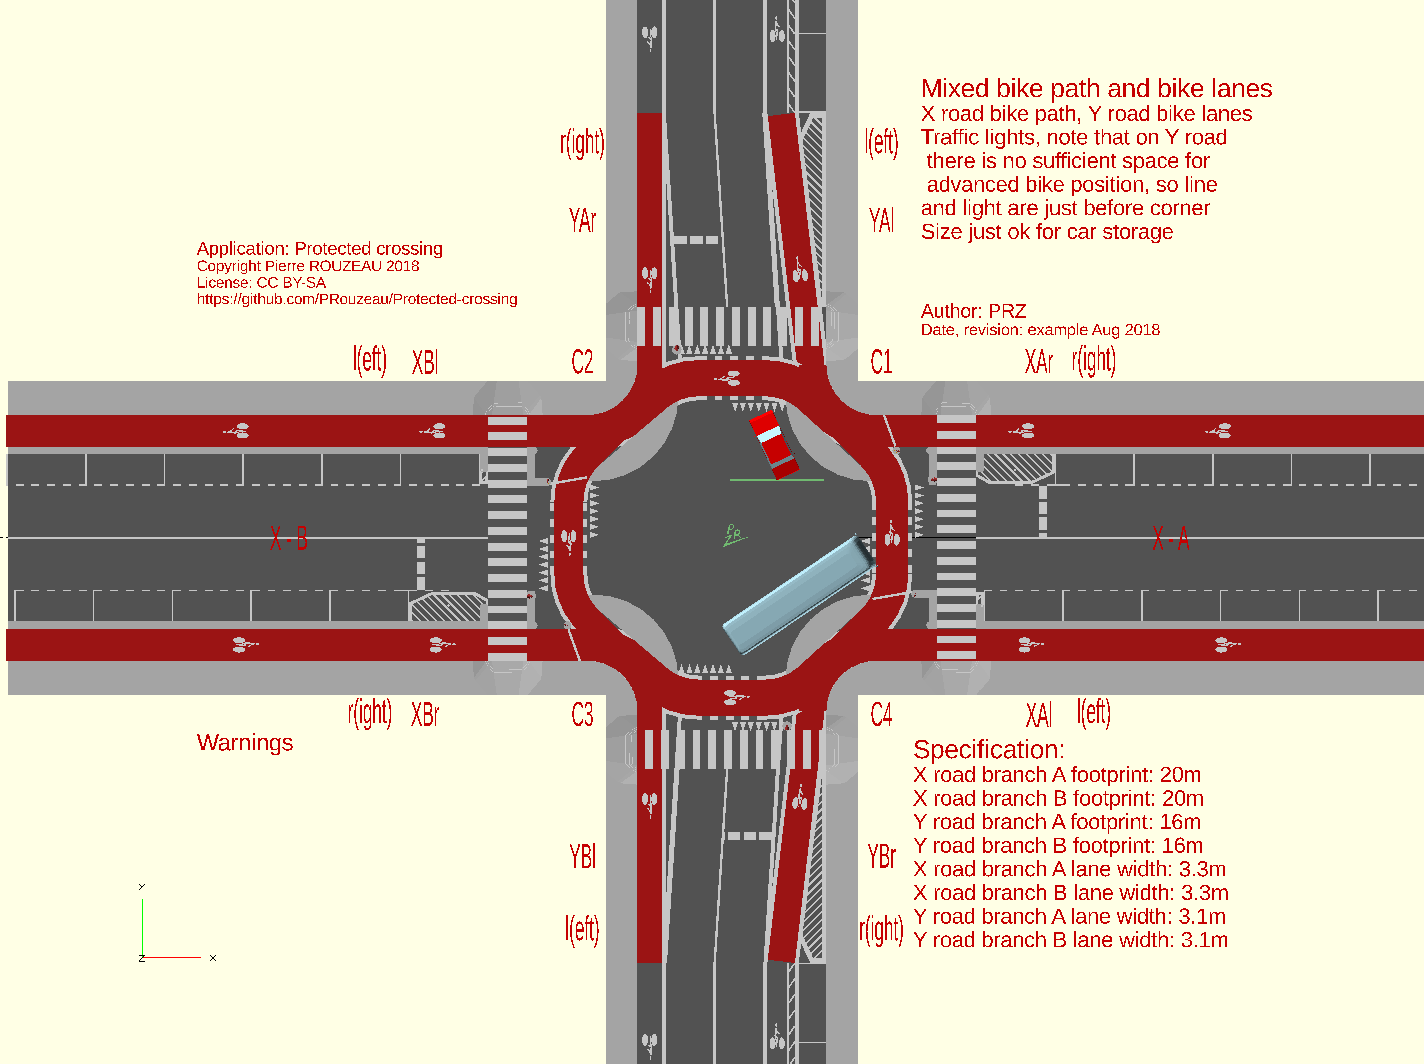 Mixed bike path and bike lanes
X road bike path, Y road bike lanes
Traffic lights, note that on Y road
there is no sufficient space for
advanced bike position, so line
and light are just before corner
Size just ok for car storage
r(ight)
l(eft)
YAr
YAl
Application: Protected crossing
Copyright Pierre ROUZEAU 2018
License: CC BY-SA
https://github.com/PRouzeau/Protected-crossing
Author: PRZ
Date, revision: example Aug 2018
l(eft) XBl
C2
C1
XAr r(ight)
X - B
PZR
X - A
r(ight) XBr
C3
C4
XAl l(eft)
Warnings
Specification:
X road branch A footprint: 20m
X road branch B footprint: 20m
Y road branch A footprint: 16m
Y road branch B footprint: 16m
X road branch A lane width: 3.3m
X road branch B lane width: 3.3m
Y road branch A lane width: 3.1m
Y road branch B lane width: 3.1m
YBl
YBr
l(eft)
r(ight)
Y
Z
X